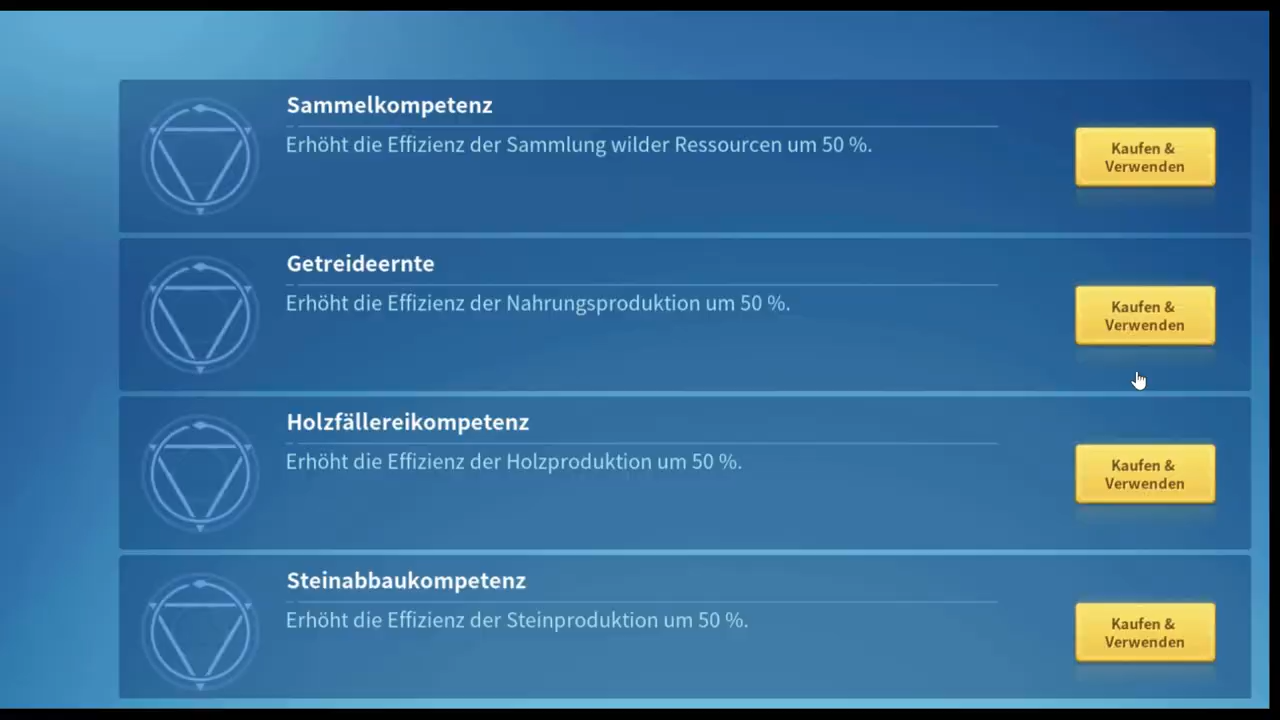 Sammelkompetenz
Erhöht die Effizienz der Sammlung wilder Ressourcen um 50 %.
Kaufen &
Verwenden
Getreideernte
Erhöht die Effizienz der Nahrungsproduktion um 50 %.
Kaufen &
Verwenden
Holzfällereikompetenz
Erhöht die Effizienz der Holzproduktion um 50 %.
Kaufen &
Verwenden
Steinabbaukompetenz
Erhöht die Effizienz der Steinproduktion um 50 %.
Kaufen &
Verwenden